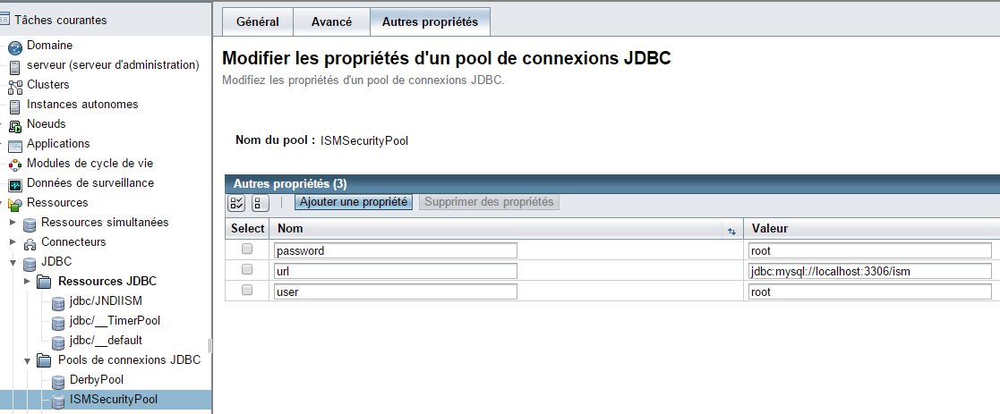 Tâches courantes
Domaine
serveur (serveur d'administration)
Clusters
Instances autonomes
Noeuds
Applications
Modules de cycle de vie
Données de surveillance
Ressources
Ressources simultanées
Connecteurs
JDBC
Ressources JDBC
jdbc/JNDIISM
jdbc/__TimerPool
jdbc/__default
Pools de connexions JDBC
DerbyPool
ISMSecurityPool
Général Avancé Autres propriétés
Modifier les propriétés d'un pool de connexions JDBC
Modifiez les propriétés d'un pool de connexions JDBC.
Nom du pool : ISMSecurityPool
Autres propriétés (3)
Ajouter une propriété Supprimer des propriétés
Select Nom Valeur
password root
url jdbc:mysql://localhost:3306/ism
user root